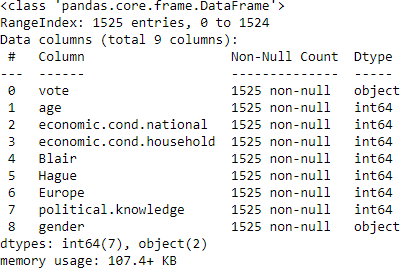 <class 'pandas.core.frame.DataFrame'>
RangeIndex: 1525 entries, 0 to 1524
Data columns (total 9 columns):
 #   Column                   Non-Null Count  Dtype
---  ------                   --------------  -----
 0   vote                     1525 non-null   object
 1   age                      1525 non-null   int64
 2   economic.cond.national   1525 non-null   int64
 3   economic.cond.household  1525 non-null   int64
 4   Blair                    1525 non-null   int64
 5   Hague                    1525 non-null   int64
 6   Europe                   1525 non-null   int64
 7   political.knowledge      1525 non-null   int64
 8   gender                   1525 non-null   object
dtypes: int64(7), object(2)
memory usage: 107.4+ KB